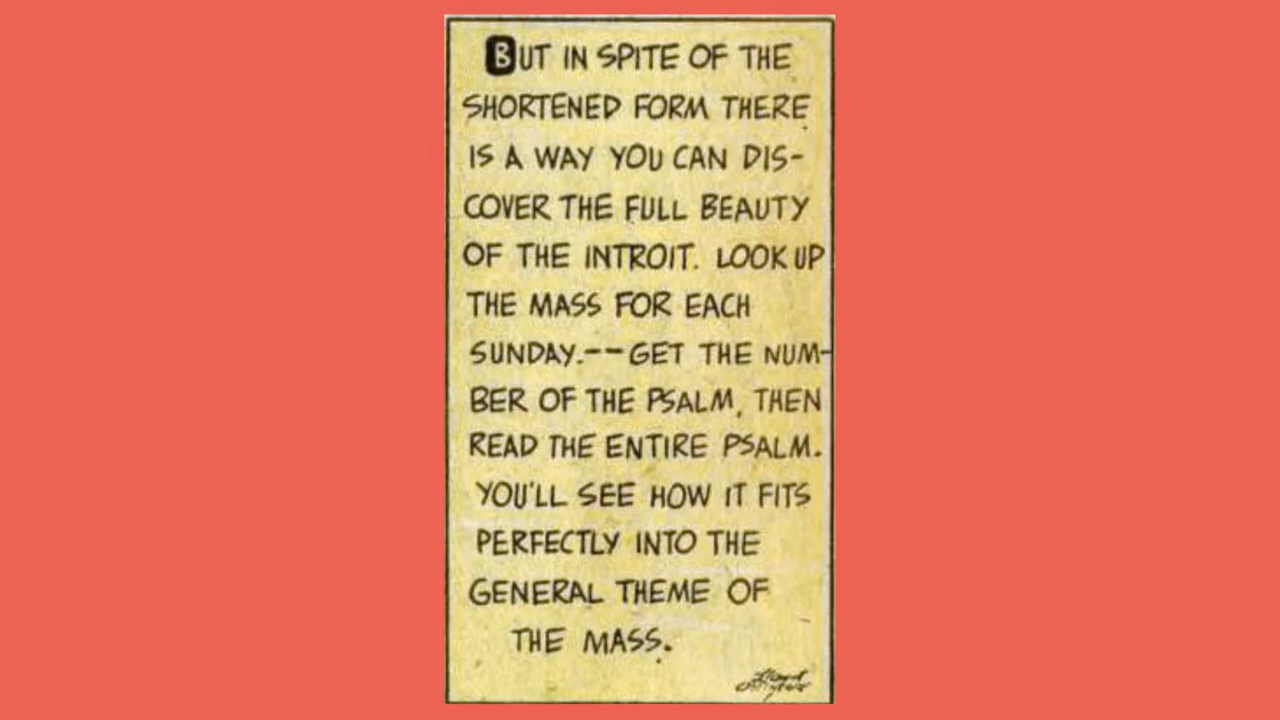 BUT IN SPITE OF THE
SHORTENED FORM THERE
IS A WAY YOU CAN DIS-
COVER THE FULL BEAUTY
OF THE INTROIT. LOOK UP
THE MASS FOR EACH
SUNDAY.--GET THE NUM-
BER OF THE PSALM, THEN
READ THE ENTIRE PSALM.
YOU'LL SEE HOW IT FITS
PERFECTLY INTO THE
GENERAL THEME OF
THE MASS.